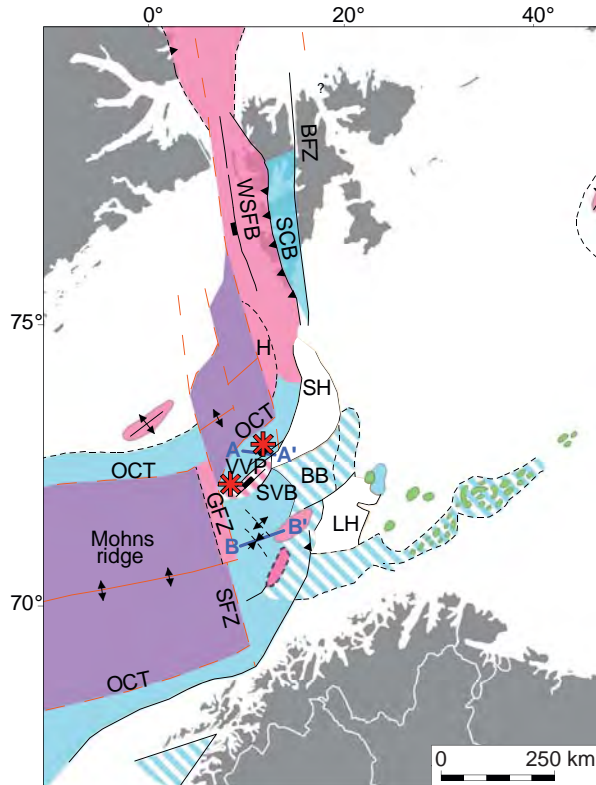 0° 20° 40°
?
BFZ
WSFB
SCB
75°
H
SH
OCT
A A'
VVP
OCT
BB
SVB
GFZ
B'
LH
Mohns
ridge
B
70°
SFZ
OCT
0 250 km